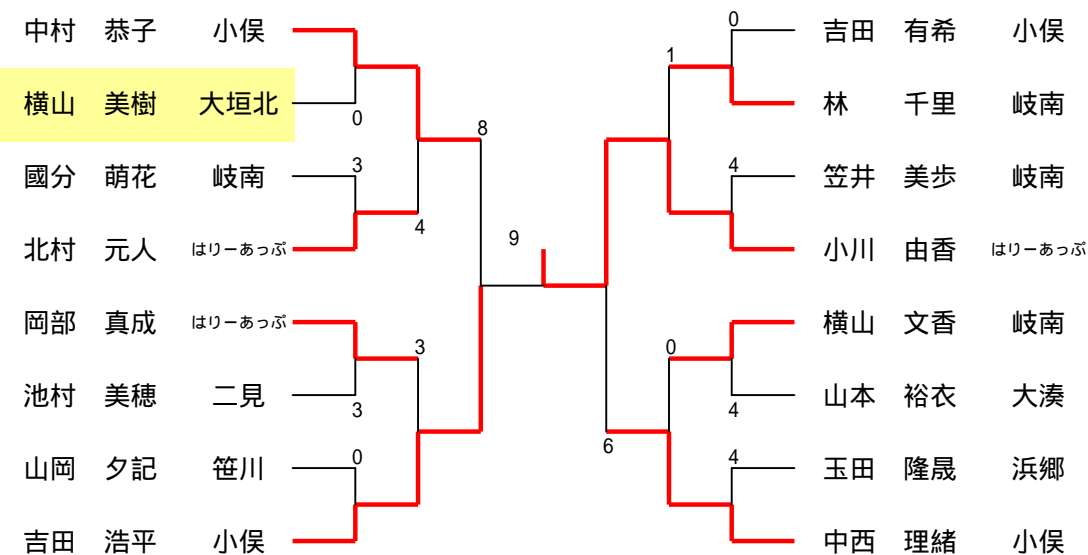 中村 恭子 小俣
横山 美樹 大垣北
0
國分 萌花 岐南
3
北村 元人 はりーあっぷ
4
8
岡部 真成 はりーあっぷ
3
池村 美穂 二見
3
山岡 夕記 笹川
0
吉田 浩平 小俣
9
0
吉田 有希 小俣
1
林 千里 岐南
4
笠井 美歩 岐南
小川 由香 はりーあっぷ
横山 文香 岐南
0
山本 裕衣 大湊
4
6
4
玉田 隆晟 浜郷
中西 理緒 小俣